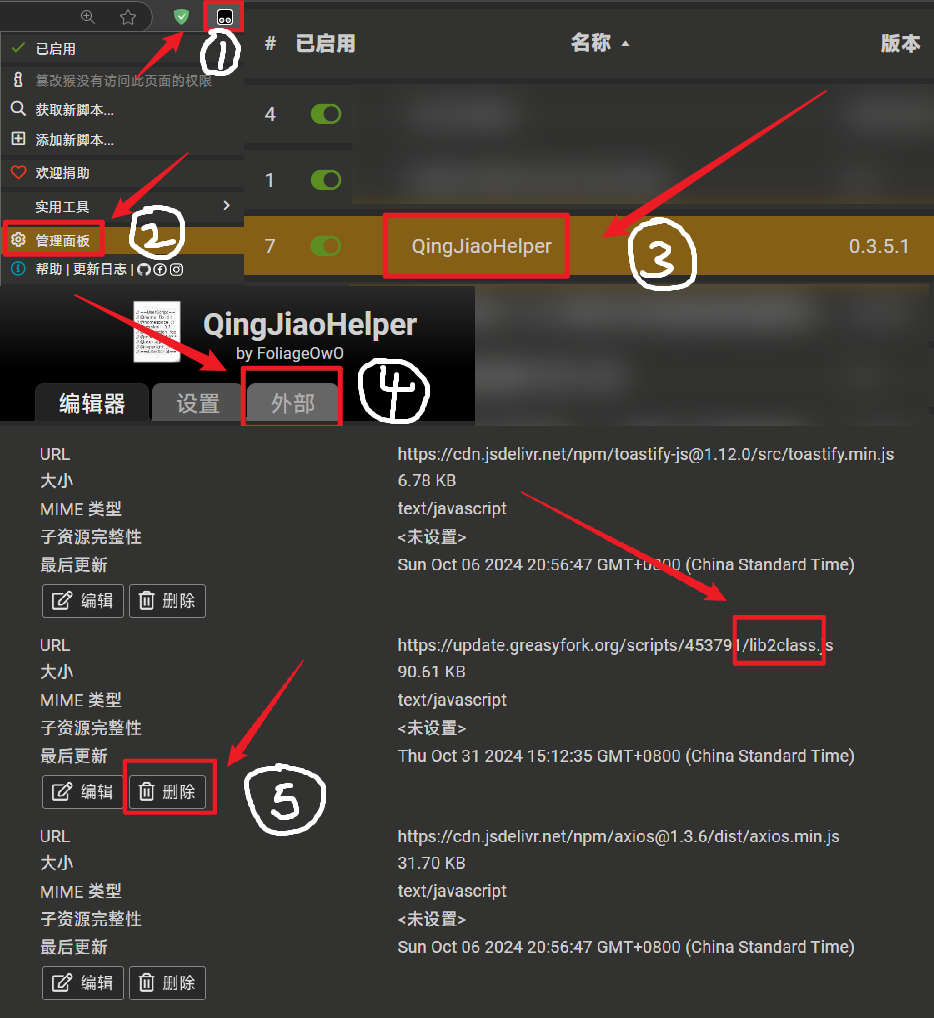 ①
✓ 已启用
篡改猴没有访问此页面的权限
获取新脚本...
添加新脚本...
欢迎捐助
实用工具 >
管理面板
②
帮助 | 更新日志 |
# 已启用 名称 ▲ 版本
4
1
7 QingJiaoHelper 0.3.5.1
③
QingJiaoHelper
by FoliageOwO
编辑器 设置 外部
④
URL https://cdn.jsdelivr.net/npm/toastify-js@1.12.0/src/toastify.min.js
大小 6.78 KB
MIME 类型 text/javascript
子资源完整性 <未设置>
最后更新 Sun Oct 06 2024 20:56:47 GMT+0800 (China Standard Time)
编辑 删除
URL https://update.greasyfork.org/scripts/453791/lib2class.js
大小 90.61 KB
MIME 类型 text/javascript
子资源完整性 <未设置>
最后更新 Thu Oct 31 2024 15:12:35 GMT+0800 (China Standard Time)
编辑 删除
⑤
URL https://cdn.jsdelivr.net/npm/axios@1.3.6/dist/axios.min.js
大小 31.70 KB
MIME 类型 text/javascript
子资源完整性 <未设置>
最后更新 Sun Oct 06 2024 20:56:47 GMT+0800 (China Standard Time)
编辑 删除